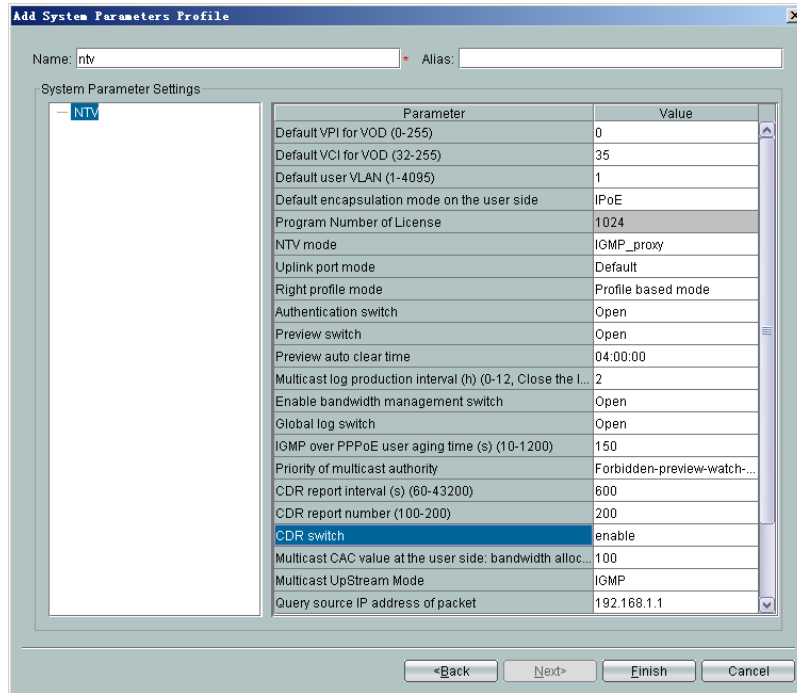 Add System Parameters Profile
Name: ntv * Alias:
System Parameter Settings
NTV
Parameter Value
Default VPI for VOD (0-255) 0
Default VCI for VOD (32-255) 35
Default user VLAN (1-4095) 1
Default encapsulation mode on the user side IPoE
Program Number of License 1024
NTV mode IGMP_proxy
Uplink port mode Default
Right profile mode Profile based mode
Authentication switch Open
Preview switch Open
Preview auto clear time 04:00:00
Multicast log production interval (h) (0-12, Close the l... 2
Enable bandwidth management switch Open
Global log switch Open
IGMP over PPPoE user aging time (s) (10-1200) 150
Priority of multicast authority Forbidden-preview-watch-...
CDR report interval (s) (60-43200) 600
CDR report number (100-200) 200
CDR switch enable
Multicast CAC value at the user side: bandwidth alloc... 100
Multicast UpStream Mode IGMP
Query source IP address of packet 192.168.1.1
<Back Next> Finish Cancel